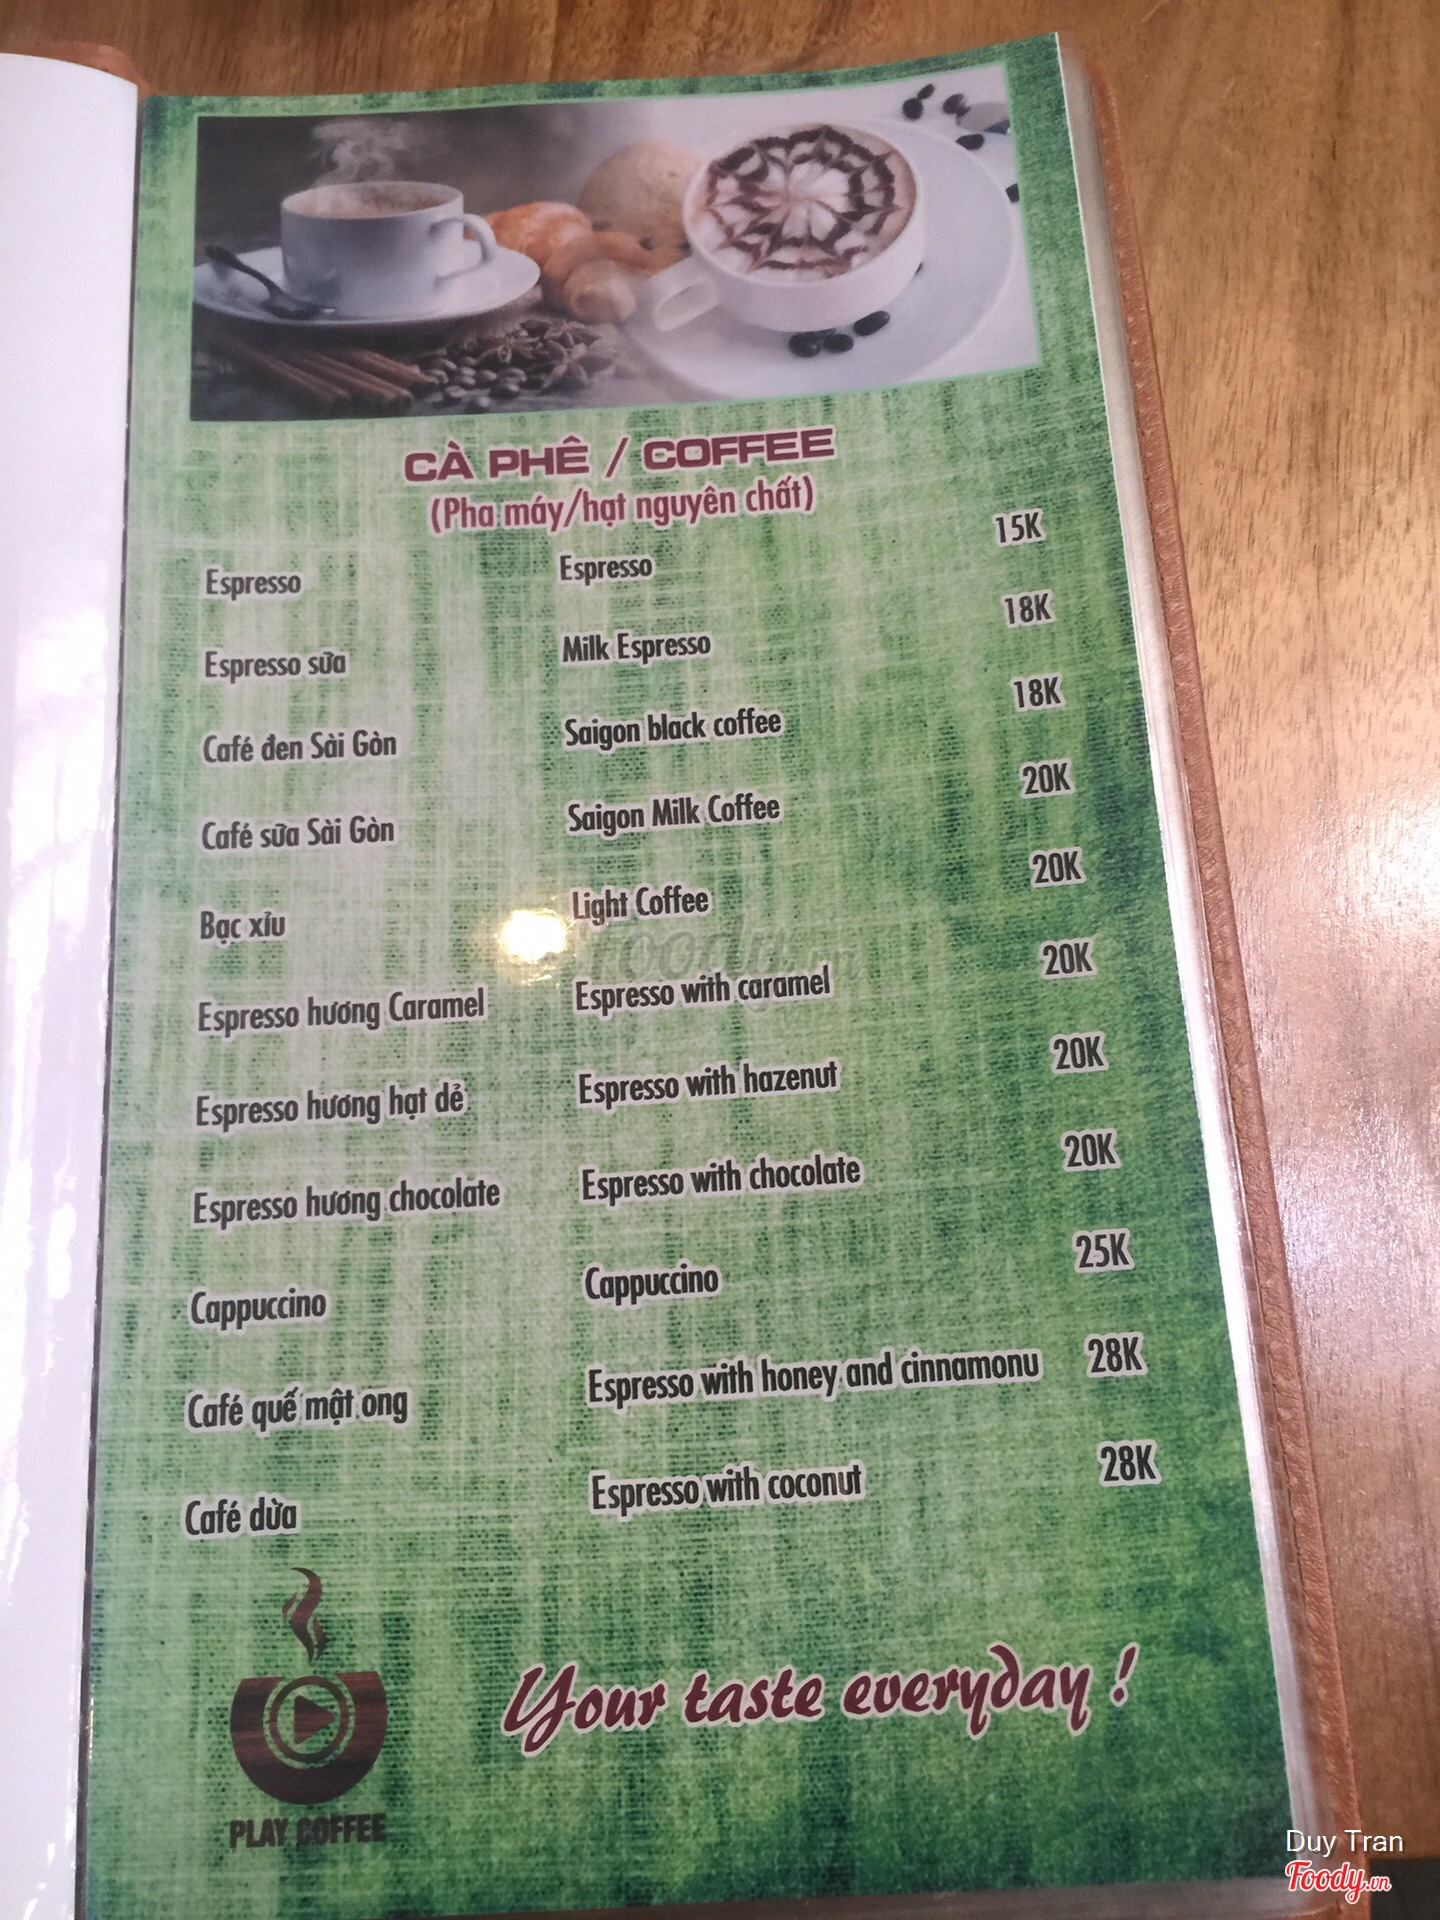 CÀ PHÊ / COFFEE
(Pha máy/hạt nguyên chất)
Espresso Espresso 15K
Espresso sữa Milk Espresso 18K
Café đen Sài Gòn Saigon black coffee 18K
Café sữa Sài Gòn Saigon Milk Coffee 20K
Bạc xỉu Light Coffee 20K
Espresso hương Caramel Espresso with caramel 20K
Espresso hương hạt dẻ Espresso with hazenut 20K
Espresso hương chocolate Espresso with chocolate 20K
Cappuccino Cappuccino 25K
Café quế mật ong Espresso with honey and cinnamonu 28K
Café dừa Espresso with coconut 28K
Your taste everyday !
PLAY COFFEE
Foody.vn
Duy Tran
Foody.vn